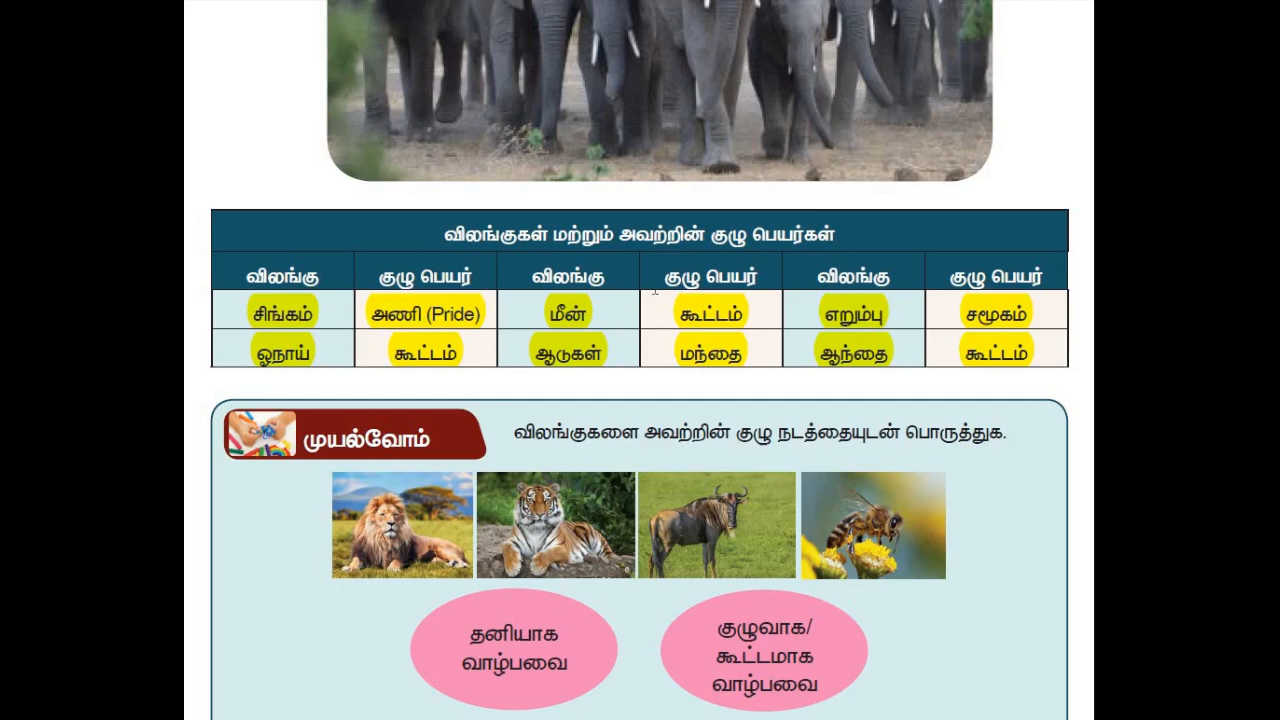 விலங்குகள் மற்றும் அவற்றின் குழு பெயர்கள்
விலங்கு குழு பெயர் விலங்கு குழு பெயர் விலங்கு குழு பெயர்
சிங்கம் அணி (Pride) மீன் கூட்டம் எறும்பு சமூகம்
ஓநாய் கூட்டம் ஆடுகள் மந்தை ஆந்தை கூட்டம்
முயல்வோம்
விலங்குகளை அவற்றின் குழு நடத்தையுடன் பொருத்துக.
தனியாக
வாழ்பவை
குழுவாக/
கூட்டமாக
வாழ்பவை